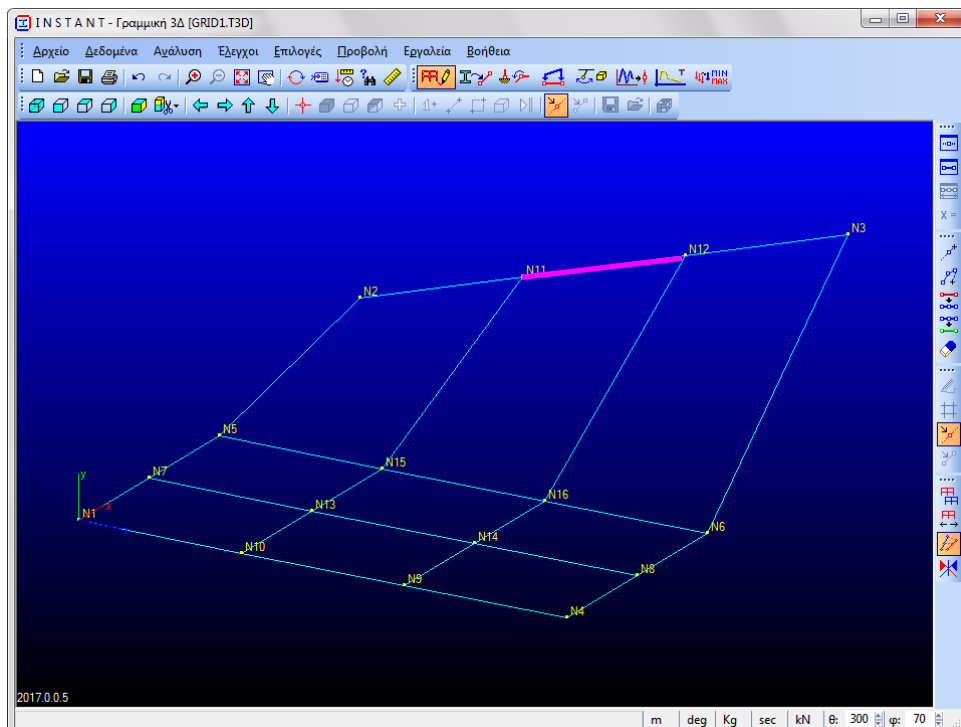 I N S T A N T - Γραμμική 3Δ [GRID1.T3D]
Αρχείο Δεδομένα Ανάλυση Έλεγχοι Επιλογές Προβολή Εργαλεία Βοήθεια
MIN
MAX
X =
N3
N12
N11
N2
N5
N15
N7
N16
N13
N1
x
y
N6
N14
N10
N8
N9
N4
2017.0.0.5
m deg Kg sec kN θ: 300 φ: 70